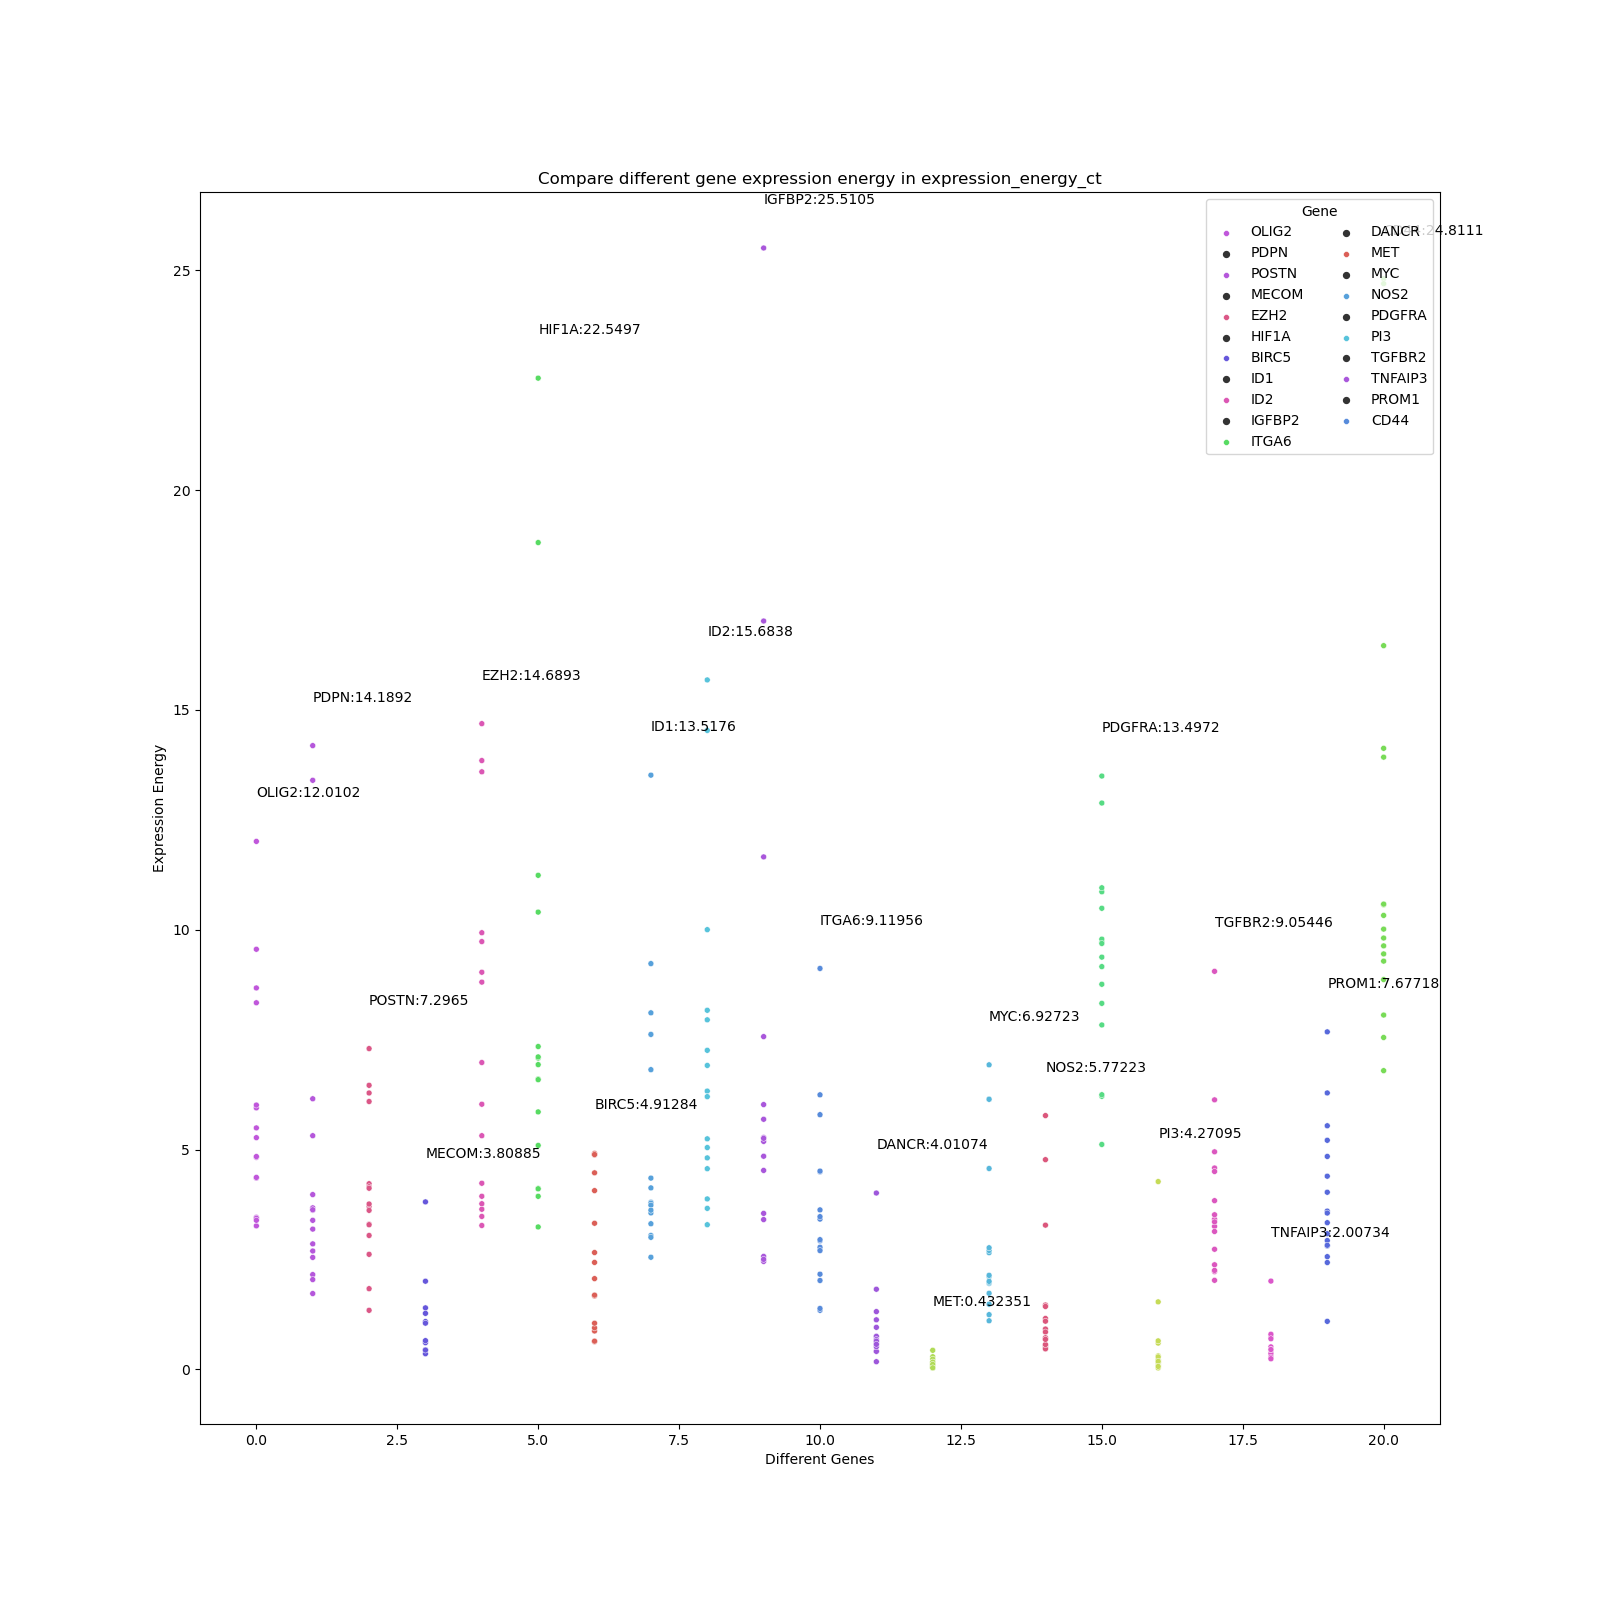 Compare different gene expression energy in expression_energy_ct
IGFBP2:25.5105
Gene
OLIG2
PDPN
POSTN
MECOM
EZH2
HIF1A
BIRC5
ID1
ID2
IGFBP2
ITGA6
DANCR
MET
MYC
NOS2
PDGFRA
PI3
TGFBR2
TNFAIP3
PROM1
CD44
:24.8111
HIF1A:22.5497
ID2:15.6838
EZH2:14.6893
PDPN:14.1892
ID1:13.5176
PDGFRA:13.4972
OLIG2:12.0102
ITGA6:9.11956
TGFBR2:9.05446
POSTN:7.2965
PROM1:7.67718
MYC:6.92723
NOS2:5.77223
BIRC5:4.91284
PI3:4.27095
DANCR:4.01074
MECOM:3.80885
TNFAIP3:2.00734
MET:0.432351
25
20
15
10
5
0
Expression Energy
0.0
2.5
5.0
7.5
10.0
12.5
15.0
17.5
20.0
Different Genes